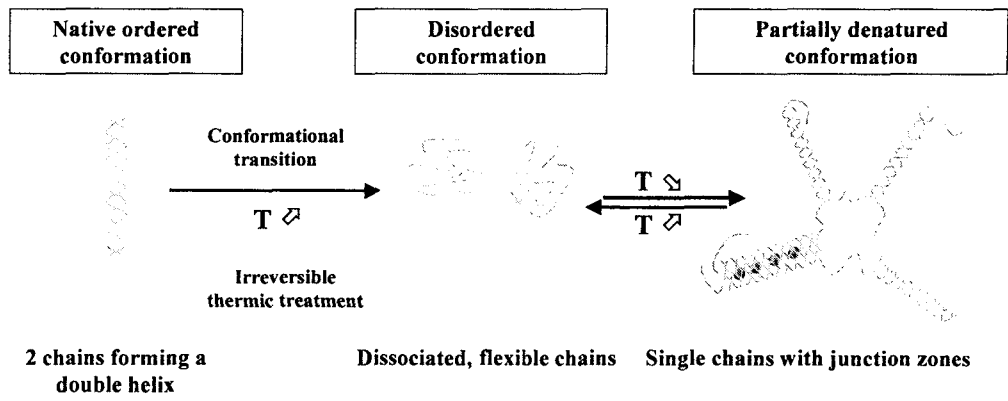 Native ordered
conformation
Disordered
conformation
Partially denatured
conformation
Conformational
transition
T ⇗
Irreversible
thermic treatment
T ⇘
T ⇗
2 chains forming a
double helix
Dissociated, flexible chains
Single chains with junction zones